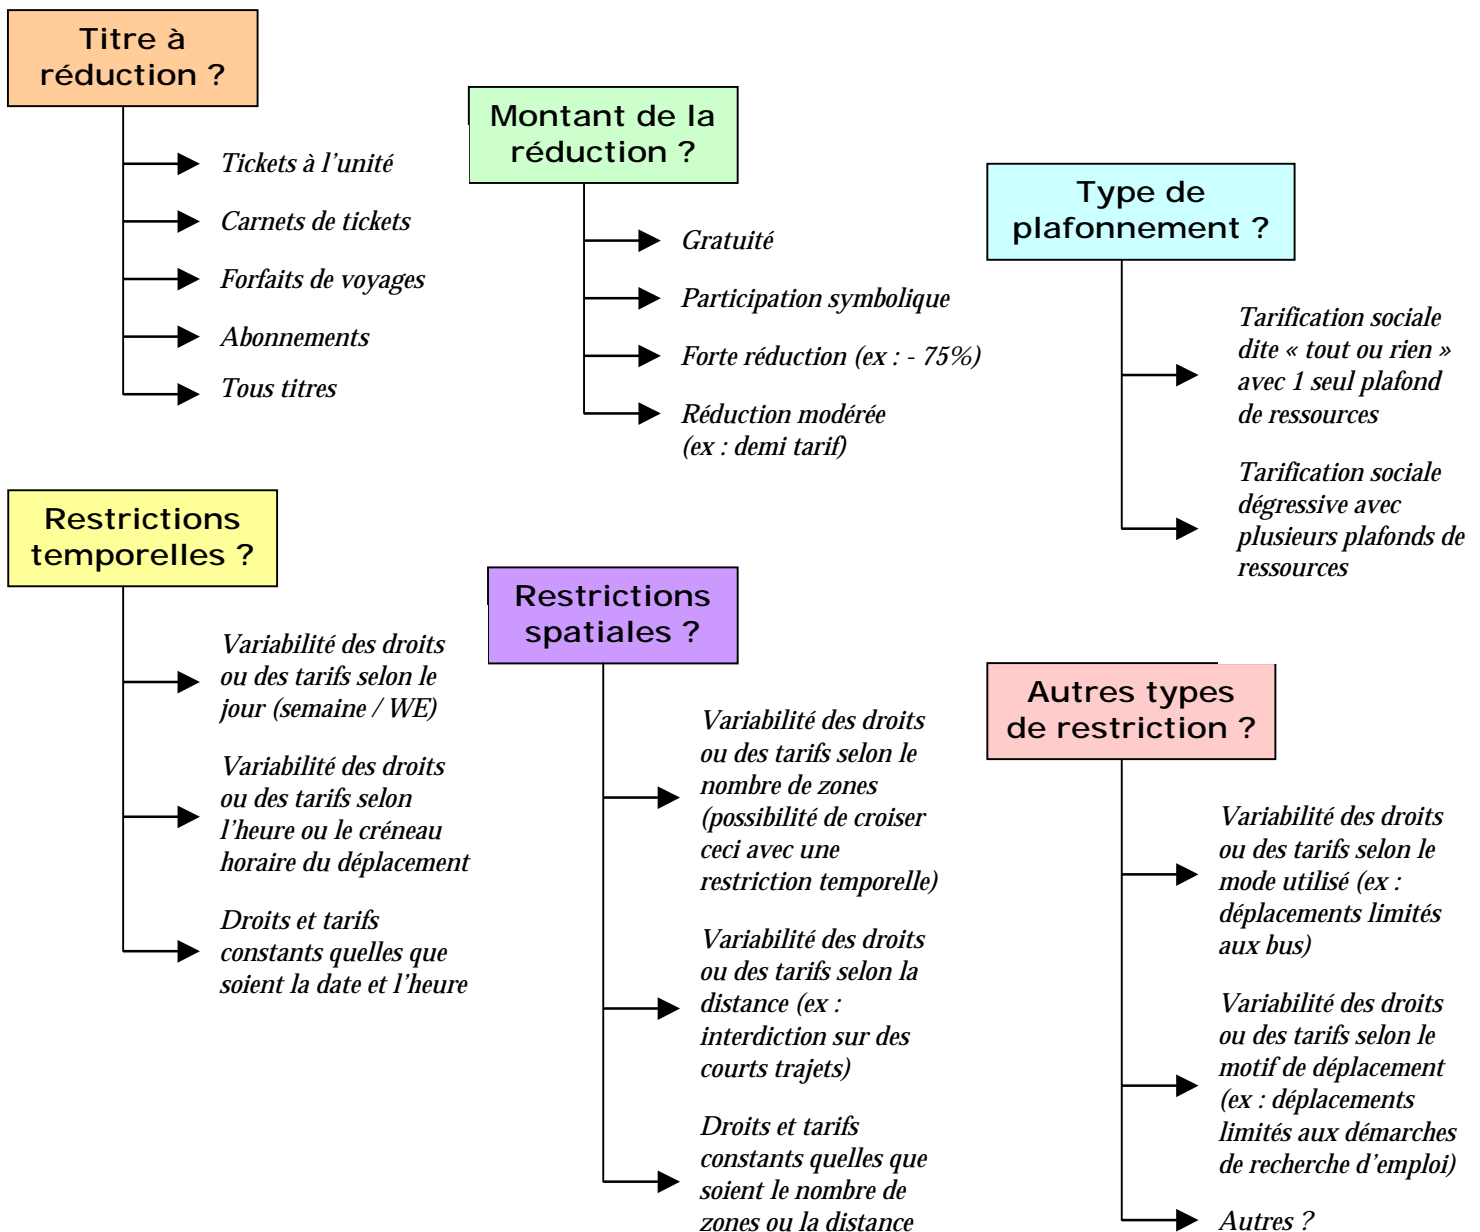 Titre à
réduction ?
Tickets à l'unité
Carnets de tickets
Forfaits de voyages
Abonnements
Tous titres
Montant de la
réduction ?
Gratuité
Participation symbolique
Forte réduction (ex : - 75%)
Réduction modérée
(ex : demi tarif)
Type de
plafonnement ?
Tarification sociale
dite « tout ou rien »
avec 1 seul plafond
de ressources
Tarification sociale
dégressive avec
plusieurs plafonds de
ressources
Restrictions
temporelles ?
Variabilité des droits
ou des tarifs selon le
jour (semaine / WE)
Variabilité des droits
ou des tarifs selon
l'heure ou le créneau
horaire du déplacement
Droits et tarifs
constants quelles que
soient la date et l'heure
Restrictions
spatiales ?
Variabilité des droits
ou des tarifs selon le
nombre de zones
(possibilité de croiser
ceci avec une
restriction temporelle)
Variabilité des droits
ou des tarifs selon la
distance (ex :
interdiction sur des
courts trajets)
Droits et tarifs
constants quelles que
soient le nombre de
zones ou la distance
Autres types
de restriction ?
Variabilité des droits
ou des tarifs selon le
mode utilisé (ex :
déplacements limités
aux bus)
Variabilité des droits
ou des tarifs selon le
motif de déplacement
(ex : déplacements
limités aux démarches
de recherche d'emploi)
Autres ?